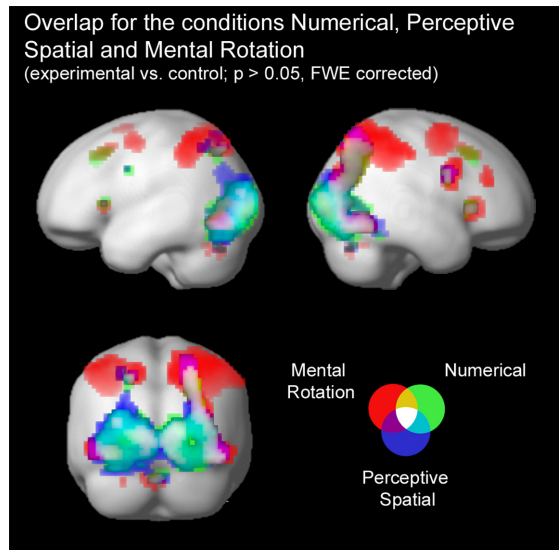 Overlap for the conditions Numerical, Perceptive
Spatial and Mental Rotation
(experimental vs. control; p > 0.05, FWE corrected)
Mental
Rotation
Numerical
Perceptive
Spatial